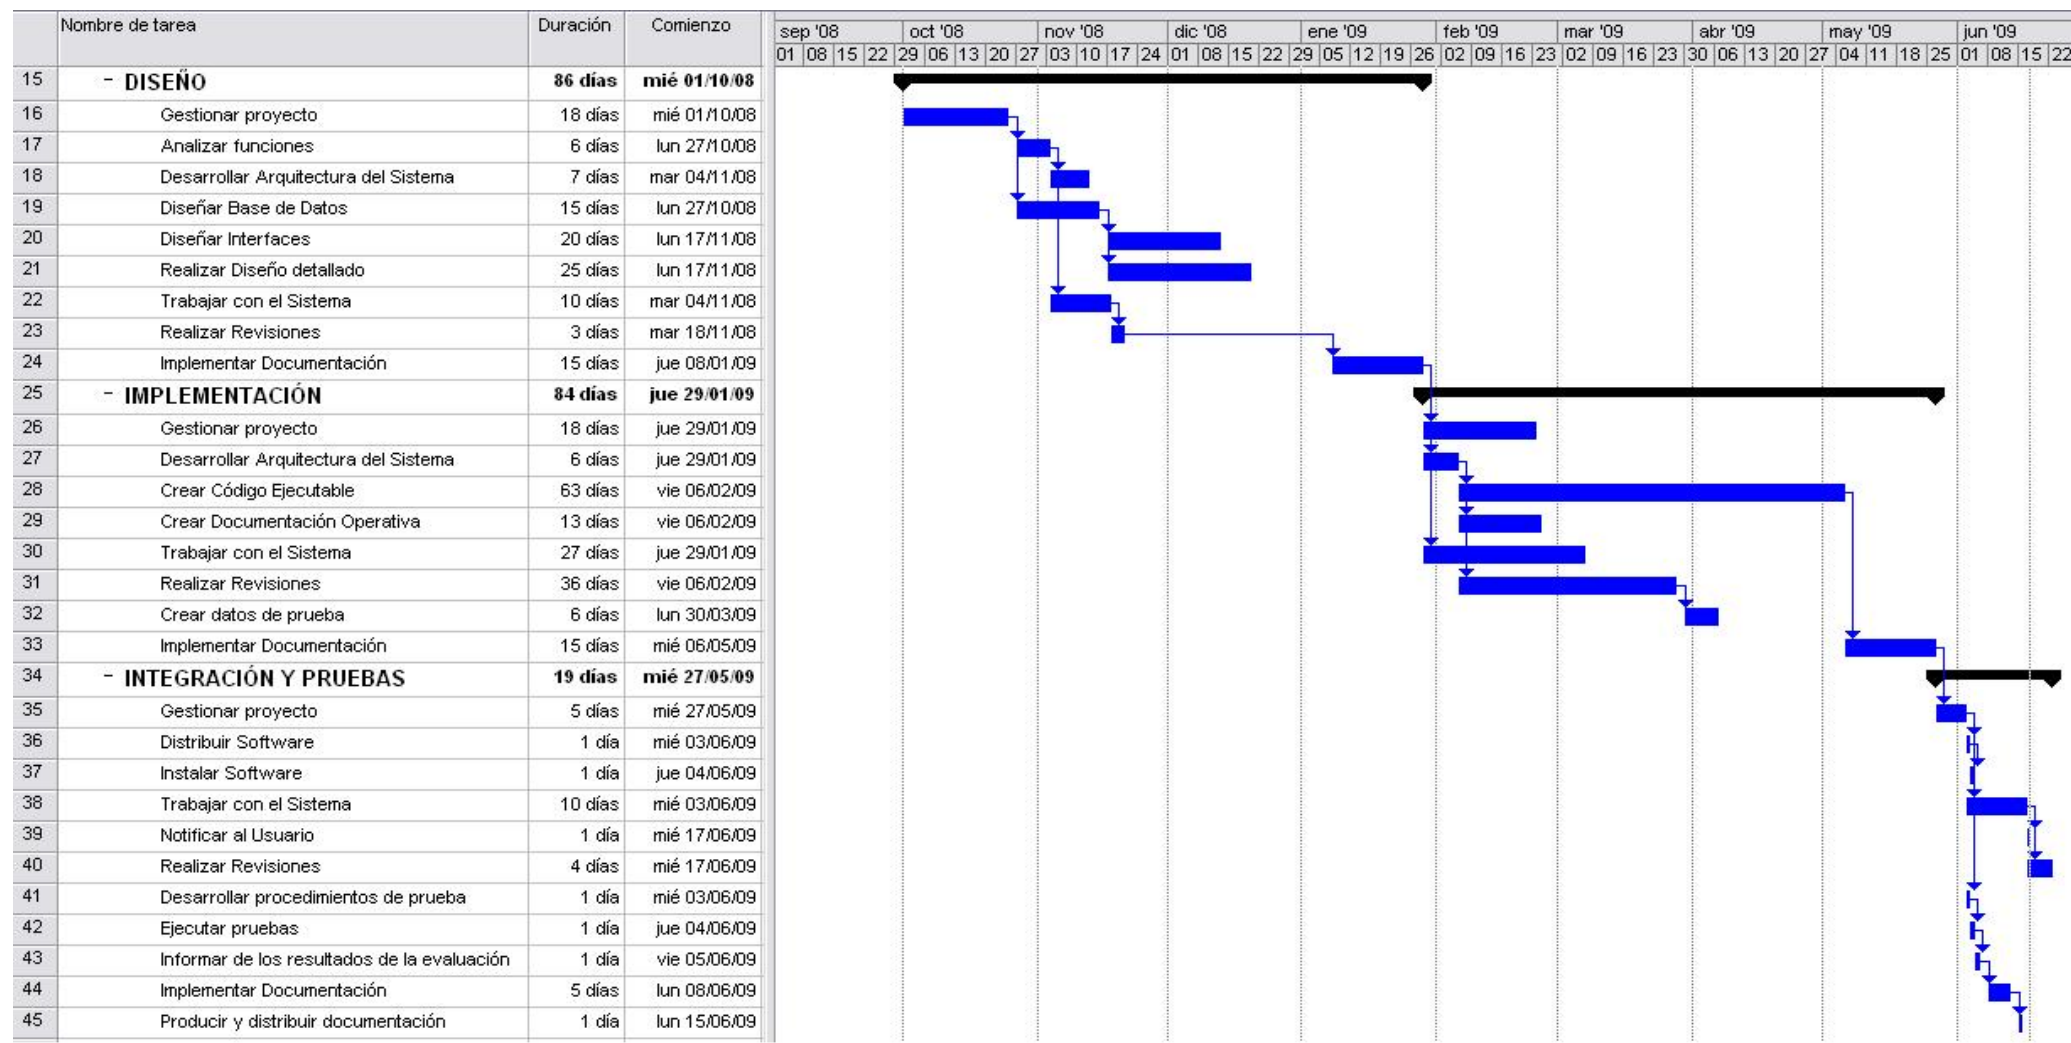 Nombre de tarea Duración Comienzo
sep '08 oct '08 nov '08 dic '08 ene '09 feb '09 mar '09 abr '09 may '09 jun '09
01 08 15 22 29 06 13 20 27 03 10 17 24 01 08 15 22 29 05 12 19 26 02 09 16 23 02 09 16 23 30 06 13 20 27 04 11 18 25 01 08 15 22
15 - DISEÑO 86 días mié 01/10/08
16 Gestionar proyecto 18 días mié 01/10/08
17 Analizar funciones 6 días lun 27/10/08
18 Desarrollar Arquitectura del Sistema 7 días mar 04/11/08
19 Diseñar Base de Datos 15 días lun 27/10/08
20 Diseñar Interfaces 20 días lun 17/11/08
21 Realizar Diseño detallado 25 días lun 17/11/08
22 Trabajar con el Sistema 10 días mar 04/11/08
23 Realizar Revisiones 3 días mar 18/11/08
24 Implementar Documentación 15 días jue 08/01/09
25 - IMPLEMENTACIÓN 84 días jue 29/01/09
26 Gestionar proyecto 18 días jue 29/01/09
27 Desarrollar Arquitectura del Sistema 6 días jue 29/01/09
28 Crear Código Ejecutable 63 días vie 06/02/09
29 Crear Documentación Operativa 13 días vie 06/02/09
30 Trabajar con el Sistema 27 días jue 29/01/09
31 Realizar Revisiones 36 días vie 06/02/09
32 Crear datos de prueba 6 días lun 30/03/09
33 Implementar Documentación 15 días mié 06/05/09
34 - INTEGRACIÓN Y PRUEBAS 19 días mié 27/05/09
35 Gestionar proyecto 5 días mié 27/05/09
36 Distribuir Software 1 día mié 03/06/09
37 Instalar Software 1 día jue 04/06/09
38 Trabajar con el Sistema 10 días mié 03/06/09
39 Notificar al Usuario 1 día mié 17/06/09
40 Realizar Revisiones 4 días mié 17/06/09
41 Desarrollar procedimientos de prueba 1 día mié 03/06/09
42 Ejecutar pruebas 1 día jue 04/06/09
43 Informar de los resultados de la evaluación 1 día vie 05/06/09
44 Implementar Documentación 5 días lun 08/06/09
45 Producir y distribuir documentación 1 día lun 15/06/09